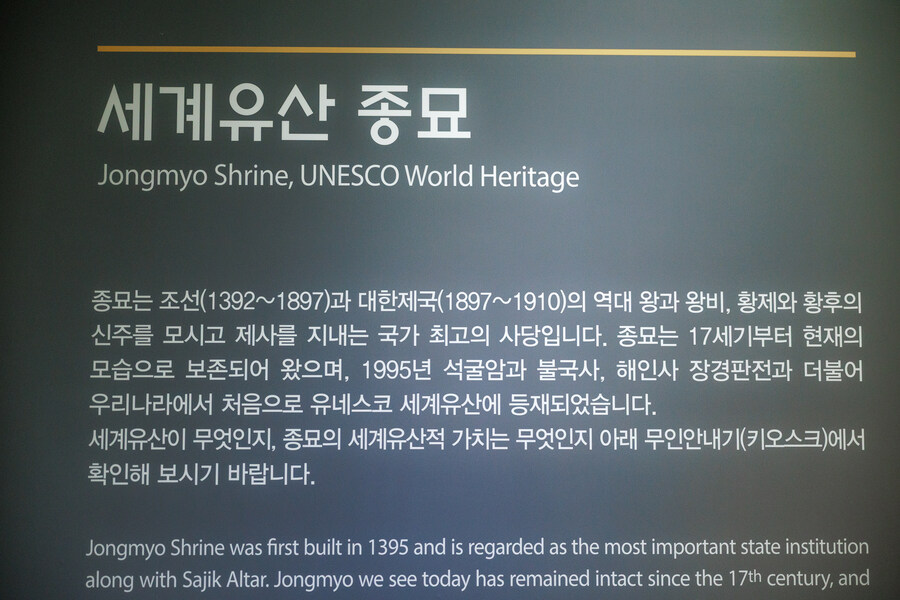 세계유산 종묘
Jongmyo Shrine, UNESCO World Heritage
종묘는 조선(1392～1897)과 대한제국(1897～1910)의 역대 왕과 왕비, 황제와 황후의
신주를 모시고 제사를 지내는 국가 최고의 사당입니다. 종묘는 17세기부터 현재의
모습으로 보존되어 왔으며, 1995년 석굴암과 불국사, 해인사 장경판전과 더불어
우리나라에서 처음으로 유네스코 세계유산에 등재되었습니다.
세계유산이 무엇인지, 종묘의 세계유산적 가치는 무엇인지 아래 무인안내기(키오스크)에서
확인해 보시기 바랍니다.
Jongmyo Shrine was first built in 1395 and is regarded as the most important state institution
along with Sajik Altar. Jongmyo we see today has remained intact since the 17th century, and